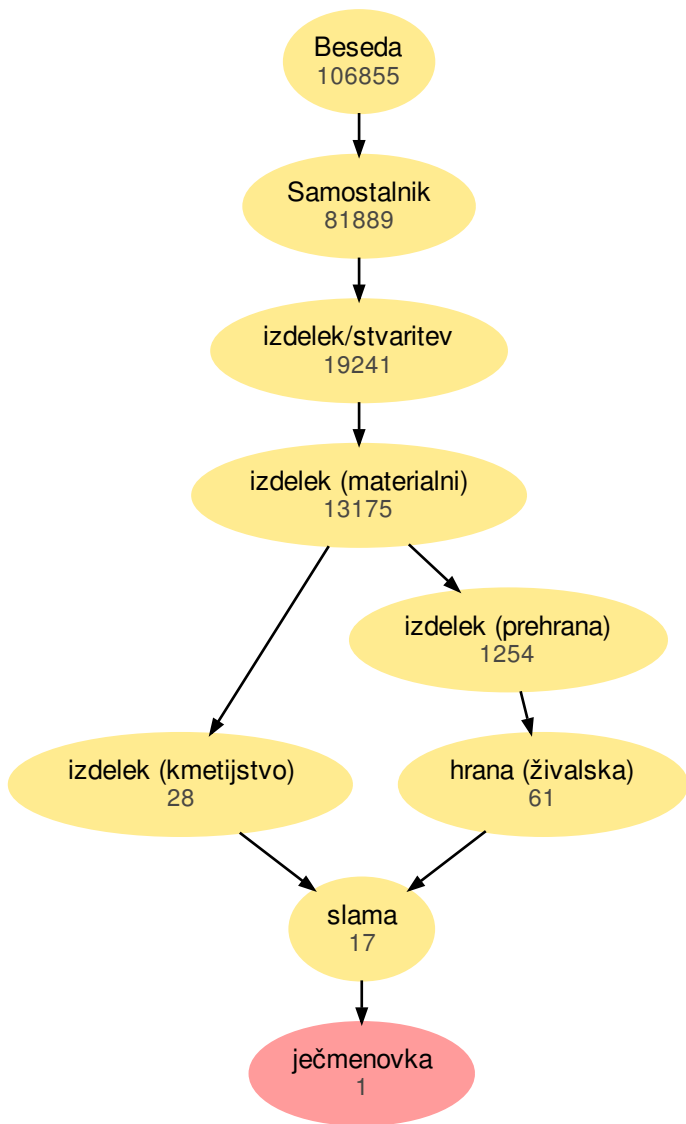 Beseda
106855
Samostalnik
81889
izdelek/stvaritev
19241
izdelek (materialni)
13175
izdelek (prehrana)
1254
izdelek (kmetijstvo)
28
hrana (živalska)
61
slama
17
ječmenovka
1